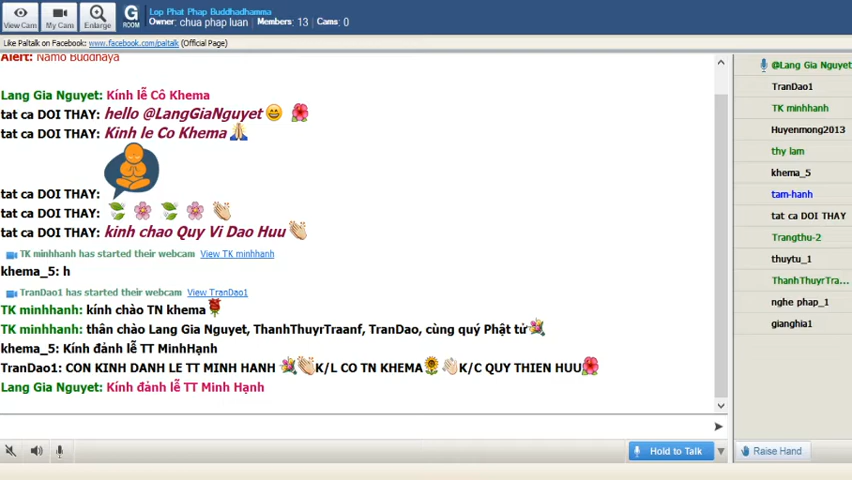 View Cam
My Cam
Enlarge
G
ROOM
Lop Phat Phap Buddhadhamma
Owner: chua phap luan Members: 13 Cams: 0
Like Paltalk on Facebook: www.facebook.com/paltalk (Official Page)
Alert: Namo Buddhaya
Lang Gia Nguyet: Kính lễ Cô Khema
tat ca DOI THAY: hello @LangGiaNguyet
tat ca DOI THAY: Kinh le Co Khema
tat ca DOI THAY:
tat ca DOI THAY:
tat ca DOI THAY: kinh chao Quy Vi Dao Huu
TK minhhanh has started their webcam View TK minhhanh
khema_5: h
TranDao1 has started their webcam View TranDao1
TK minhhanh: kính chào TN khema
TK minhhanh: thân chào Lang Gia Nguyet, ThanhThuyrTraanf, TranDao, cùng quý Phật tử
khema_5: Kính đảnh lễ TT MinHạnh
TranDao1: CON KINH DANH LE TT MINH HANH K/L CO TN KHEMA K/C QUY THIEN HUU
Lang Gia Nguyet: Kính đảnh lễ TT Minh Hạnh
Hold to Talk
@Lang Gia Nguyet
TranDao1
TK minhhanh
Huyenmong2013
thy lam
khema_5
tam-hanh
tat ca DOI THAY
Trangthu-2
thuytu_1
ThanhThuyrTra...
nghe phap_1
gianghia1
Raise Hand